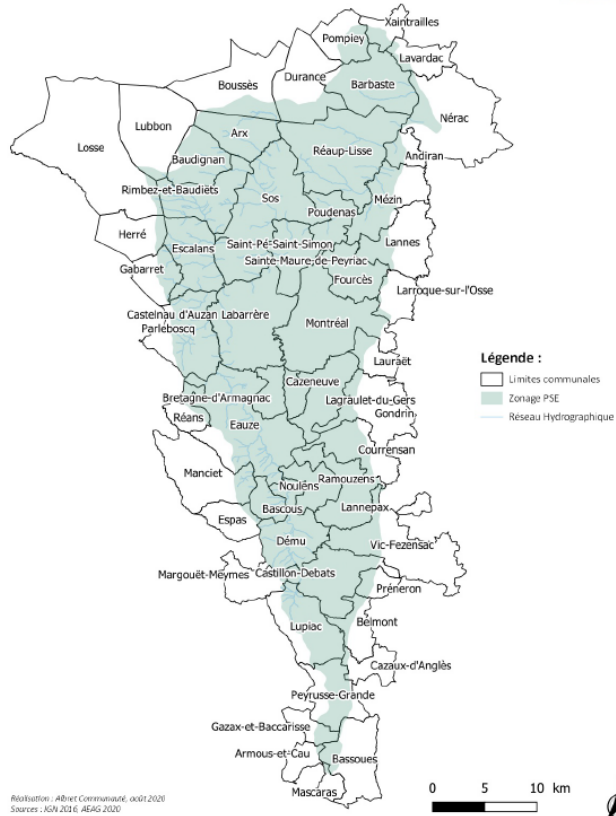 Xaintrailles
Pompiey
Lavardac
Durance
Boussès
Barbaste
Nérac
Lubbon
Losse
Arx
Réaup-Lisse
Andiran
Baudignan
Rimbez-et-Baudiets
Sos
Mézin
Poudenas
Herré
Escalans
Saint-Pé-Saint-Simon
Lannes
Sainte-Maure-de-Peyriac
Gabarret
Fourcès
Larroque-sur-l'Osse
Castelnau d'Auzan Labarrère
Parleboscq
Montréal
Lauraët
Légende :
Limites communales
Zonage PSE
Réseau Hydrographique
Cazeneuve
Bretagne-d'Armagnac
Lagraulet-du-Gers
Réans
Gondrin
Eauze
Courrensan
Manciet
Ramouzens
Noulens
Bascous
Lannepax
Espas
Dému
Vic-Fezensac
Margouët-Meymes
Castillon-Debats
Préneron
Lupiac
Belmont
Cazaux-d'Anglès
Peyrusse-Grande
Gazax-et-Baccarisse
Armous-et-Cau
Bassoues
Mascaras
0 5 10 km
Réalisation : Albret Communauté, août 2020
Sources : IGN 2016, AEAG 2020